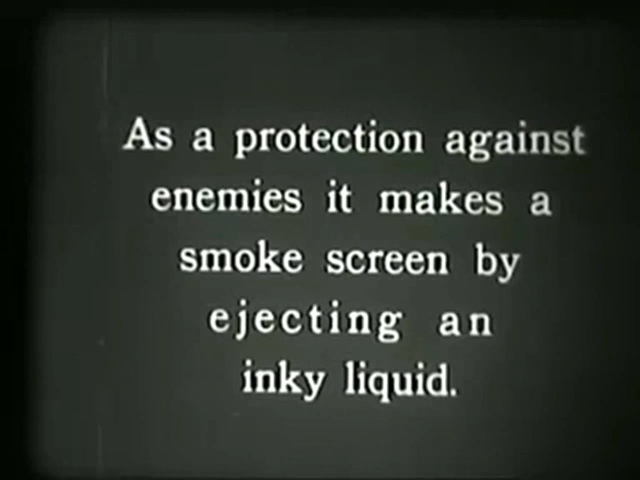 As a protection against
enemies it makes a
smoke screen by
ejecting an
inky liquid.